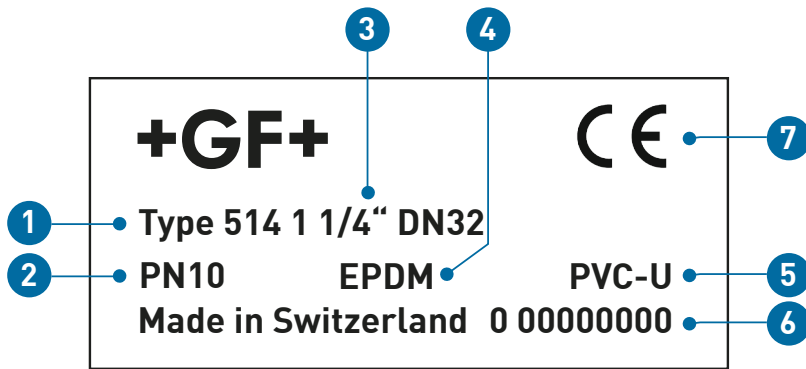 3 4
+GF+ CE 7
1 Type 514 1 1/4“ DN32
2 PN10 EPDM PVC-U 5
Made in Switzerland 0 00000000 6